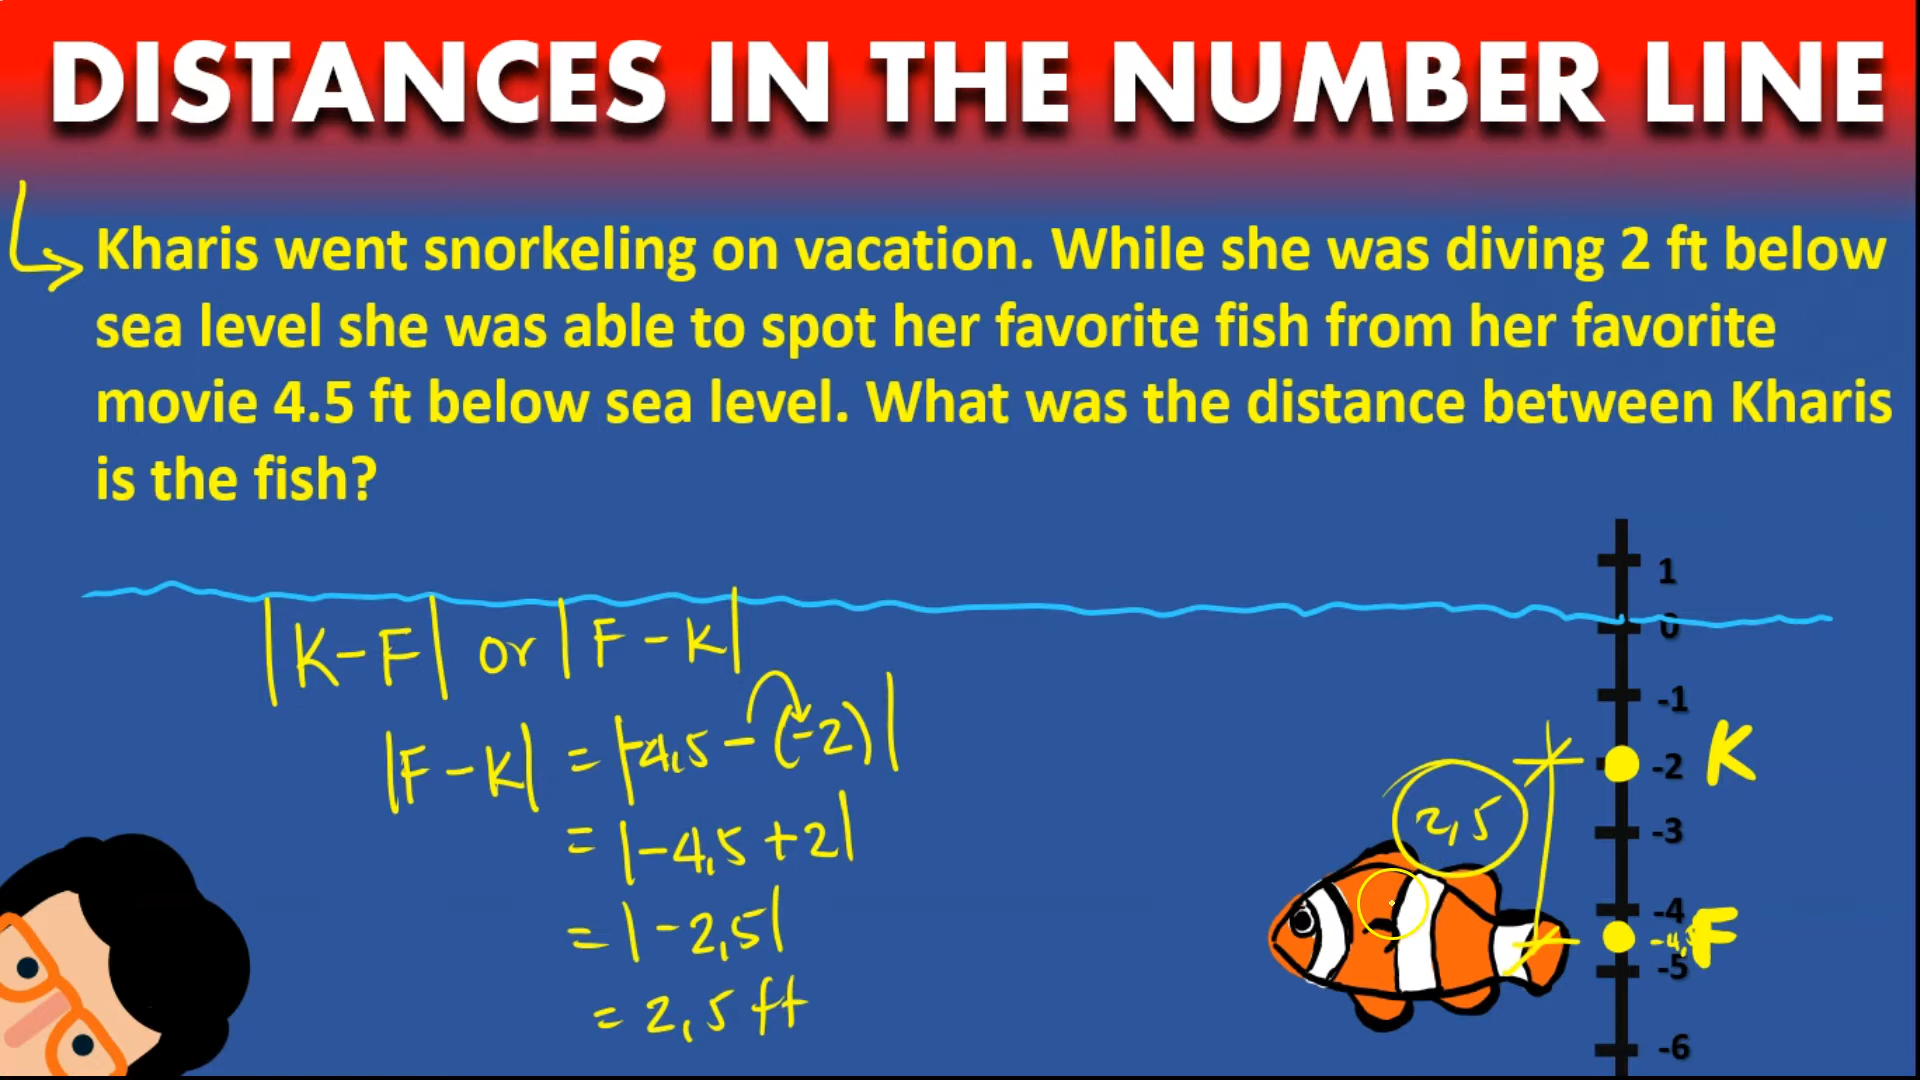 DISTANCES IN THE NUMBER LINE
Kharis went snorkeling on vacation. While she was diving 2 ft below
sea level she was able to spot her favorite fish from her favorite
movie 4.5 ft below sea level. What was the distance between Kharis
is the fish?
|K-F| or |F-K|
|F-K| = |-4,5-(-2)|
= |-4,5+2|
= |-2,5|
= 2,5 ft
2,5
1
0
-1
-2 K
-3
-4
-4,5 F
-5
-6